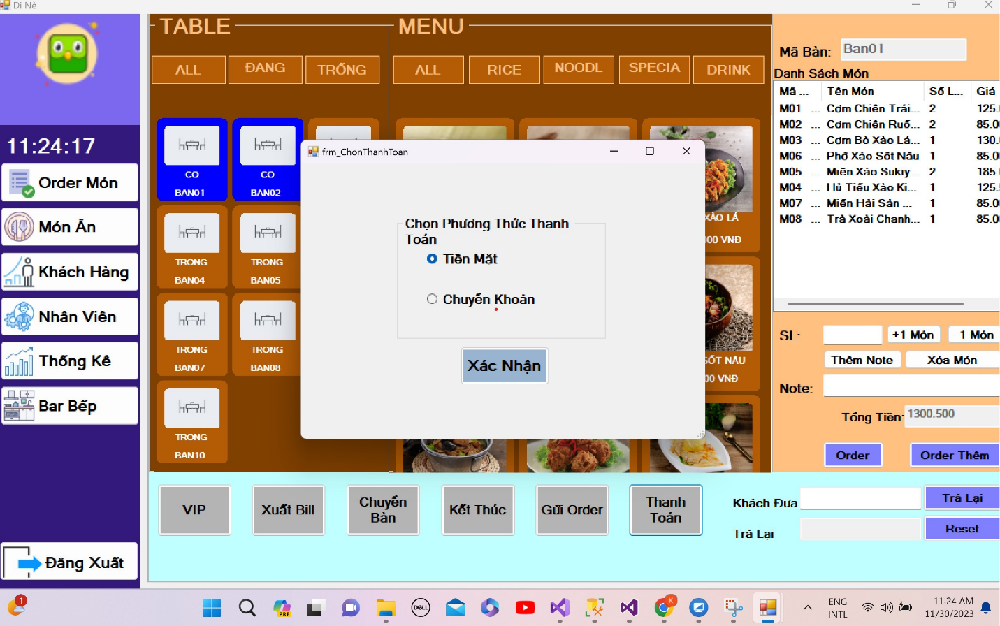 Di Nè
TABLE
MENU
ALL
ĐANG
TRỐNG
ALL
RICE
NOODL
SPECIA
DRINK
Mã Bàn:
Ban01
Danh Sách Món
Mã ...
Tên Món
Số L...
Giá
M01 ... Cơm Chiên Trái... 2 125.
M02 ... Cơm Chiên Ruố... 2 85.0
M03 ... Cơm Bò Xào Lá... 1 130.
M06 Phở Xào Sốt Nâu 1 85.0
M05 ... Miến Xào Sukiy... 2 185.
M04 ... Hủ Tiếu Xào Ki... 1 125.
M07 ... Miến Hải Sản ... 1 85.0
M08 ... Trà Xoài Chanh... 1 85.0
11:24:17
Order Món
Món Ăn
Khách Hàng
Nhân Viên
Thống Kê
Bar Bếp
Đăng Xuất
CO
BAN01
CO
BAN02
TRONG
BAN04
TRONG
BAN05
TRONG
BAN07
TRONG
BAN08
TRONG
BAN10
frm_ChonThanhToan
Chọn Phương Thức Thanh
Toán
Tiền Mặt
Chuyển Khoản
Xác Nhận
XÀO LÁ
000 VNĐ
SỐT NÂU
00 VNĐ
SL:
+1 Món
-1 Món
Thêm Note
Xóa Món
Note:
Tổng Tiền:
1300.500
Order
Order Thêm
VIP
Xuất Bill
Chuyển
Bàn
Kết Thúc
Gửi Order
Thanh
Toán
Khách Đưa
Trả Lại
Trả Lại
Reset
1
PRE
DELL
K
ENG
INTL
11:24 AM
11/30/2023